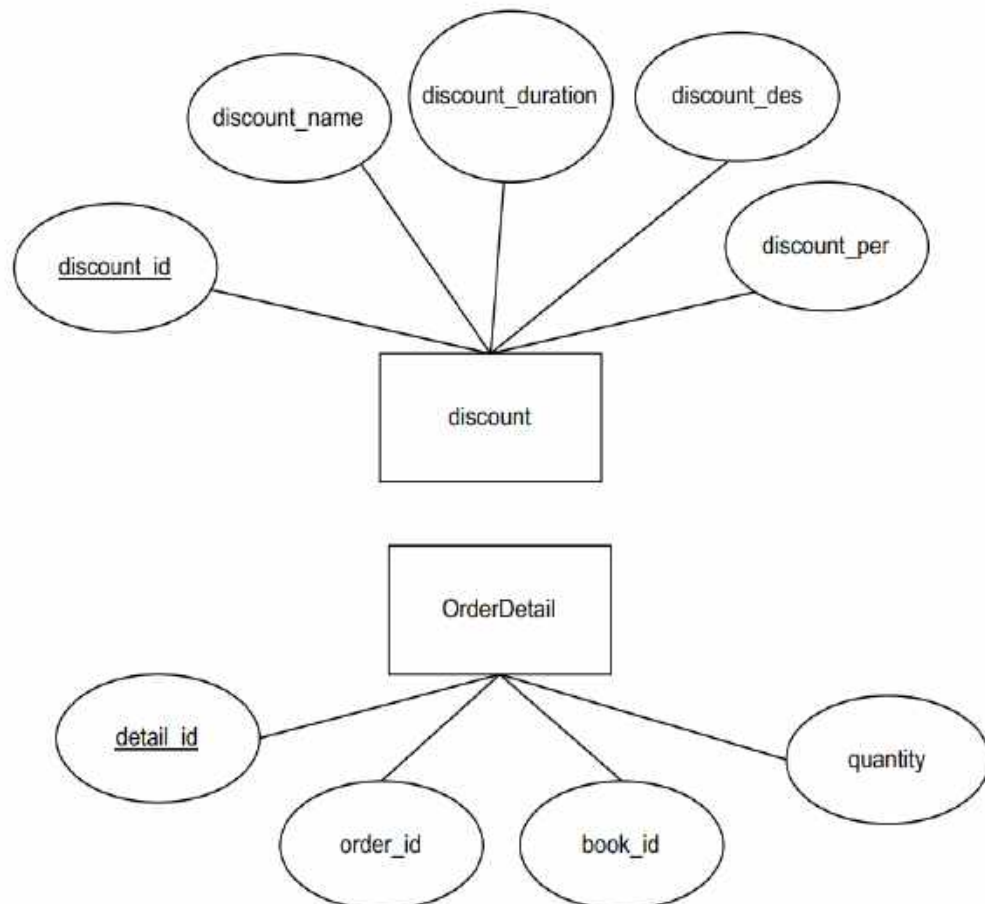 discount_duration
discount_des
discount_name
discount_per
discount_id
discount
OrderDetail
detail_id
quantity
order_id
book_id